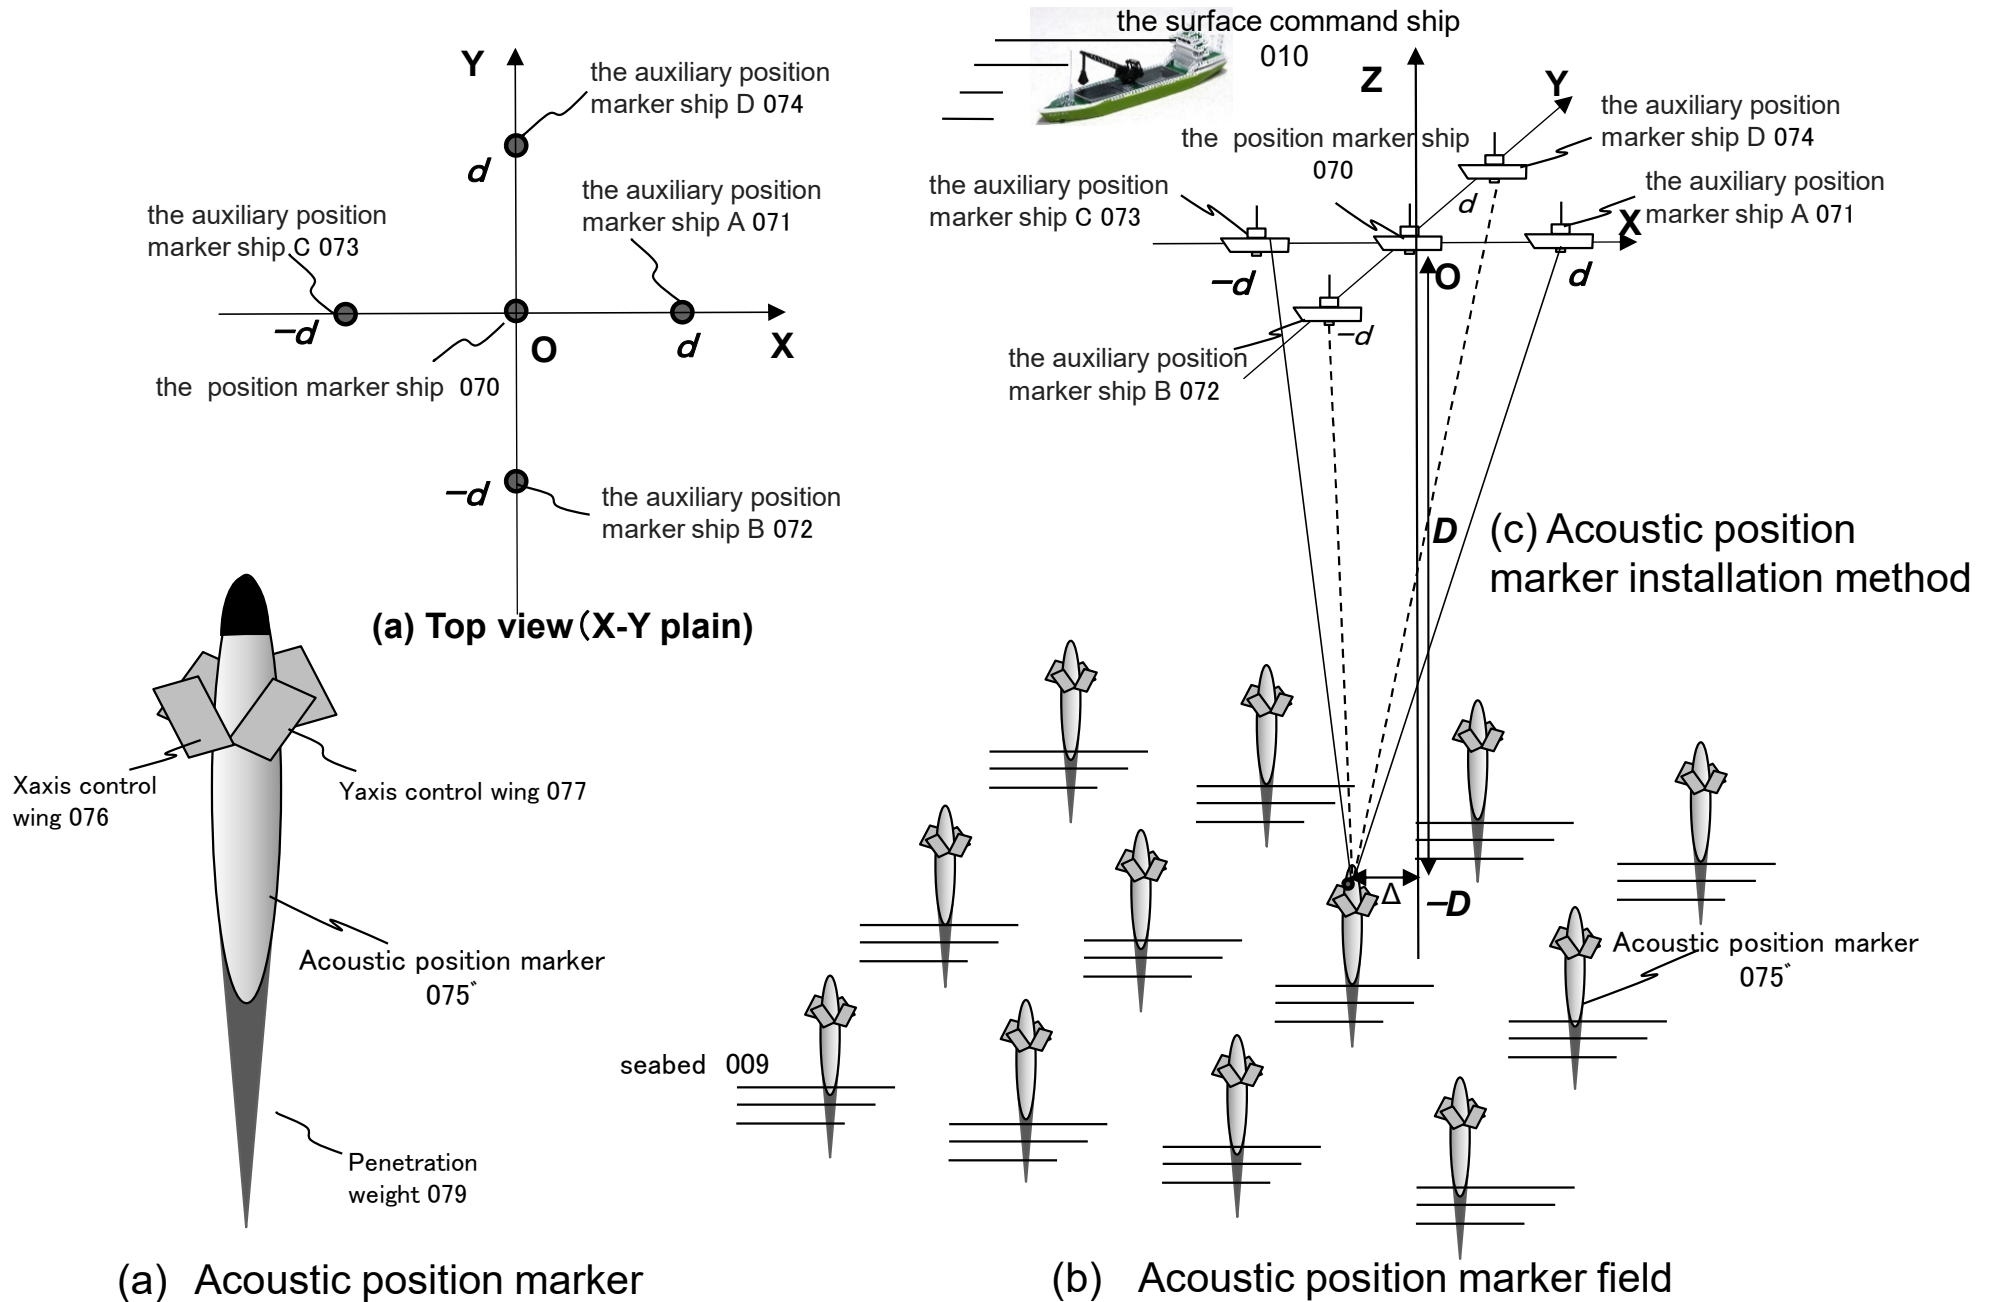 Y
the auxiliary position
marker ship D 074
d
the auxiliary position
marker ship A 071
the auxiliary position
marker ship C 073
−d
O
d
X
the position marker ship 070
−d
the auxiliary position
marker ship B 072
(a) Top view(X-Y plain)
Xaxis control
wing 076
Yaxis control wing 077
Acoustic position marker
075"
Penetration
weight 079
(a) Acoustic position marker
the surface command ship
010
Z
Y
the auxiliary position
marker ship D 074
the position marker ship
070
the auxiliary position
marker ship C 073
the auxiliary position
marker ship A 071
d
X
−d
O
d
−d
the auxiliary position
marker ship B 072
D
(c) Acoustic position
marker installation method
Δ
−D
Acoustic position marker
075"
seabed 009
(b) Acoustic position marker field